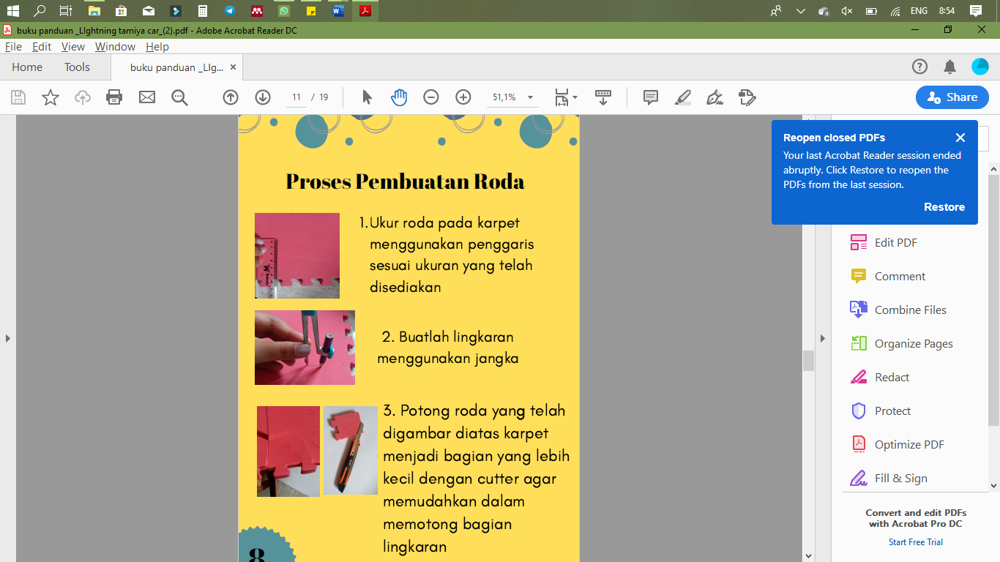 ENG 8:54
buku panduan _LIghtning tamiya car_(2).pdf - Adobe Acrobat Reader DC
File Edit View Window Help
Home Tools buku panduan _LIg...
11 / 19 51,1% Share
Reopen closed PDFs
Your last Acrobat Reader session ended
abruptly. Click Restore to reopen the
PDFs from the last session.
Restore
Proses Pembuatan Roda
1.Ukur roda pada karpet
menggunakan penggaris
sesuai ukuran yang telah
disediakan
2. Buatlah lingkaran
menggunakan jangka
3. Potong roda yang telah
digambar diatas karpet
menjadi bagian yang lebih
kecil dengan cutter agar
memudahkan dalam
memotong bagian
lingkaran
8
Edit PDF
Comment
Combine Files
Organize Pages
Redact
Protect
Optimize PDF
Fill & Sign
Convert and edit PDFs
with Acrobat Pro DC
Start Free Trial